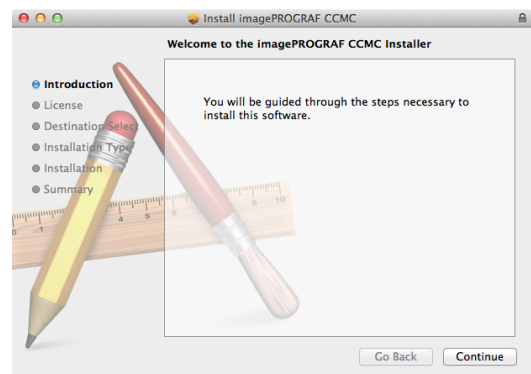 Install imagePROGRAF CCMC
Welcome to the imagePROGRAF CCMC Installer
Introduction
License
Destination Select
Installation Type
Installation
Summary
You will be guided through the steps necessary to
install this software.
Go Back
Continue